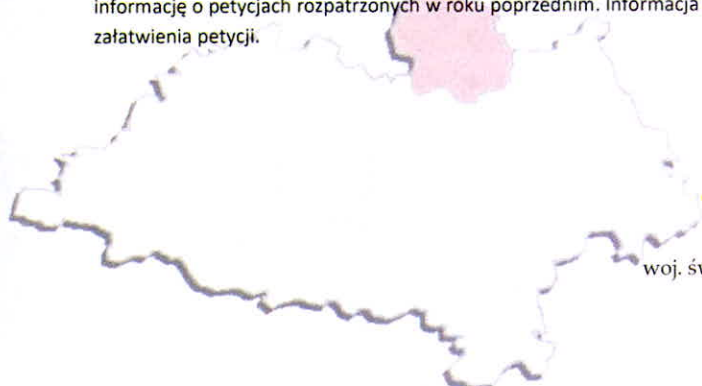 informację o petycjach rozpatrzonych w roku poprzednim. Informacja
załatwienia petycji.
woj. św